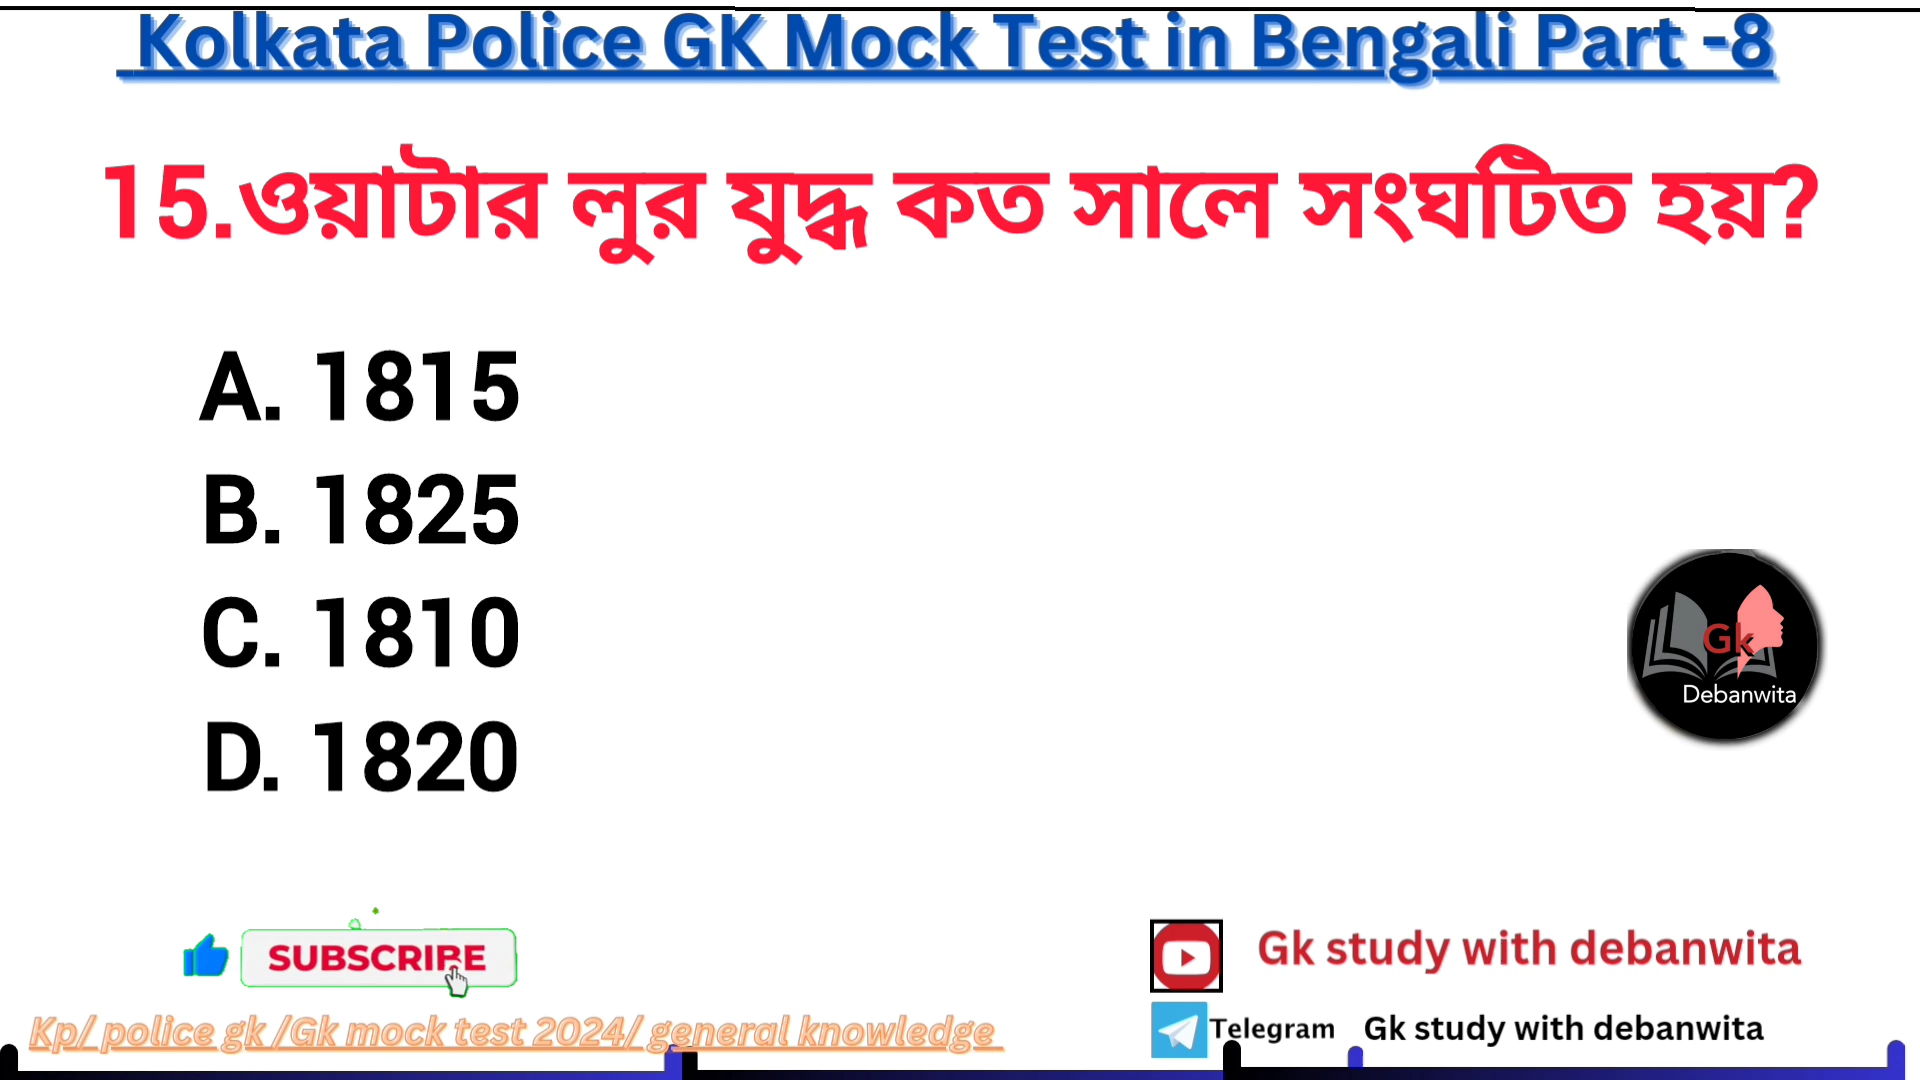 Kolkata Police GK Mock Test in Bengali Part -8
15.ওয়াটার লুর যুদ্ধ কত সালে সংঘটিত হয়?
A. 1815
B. 1825
C. 1810
D. 1820
Gk
Debanwita
SUBSCRIBE
Gk study with debanwita
Telegram Gk study with debanwita
Kp/ police gk /Gk mock test 2024/ general knowledge